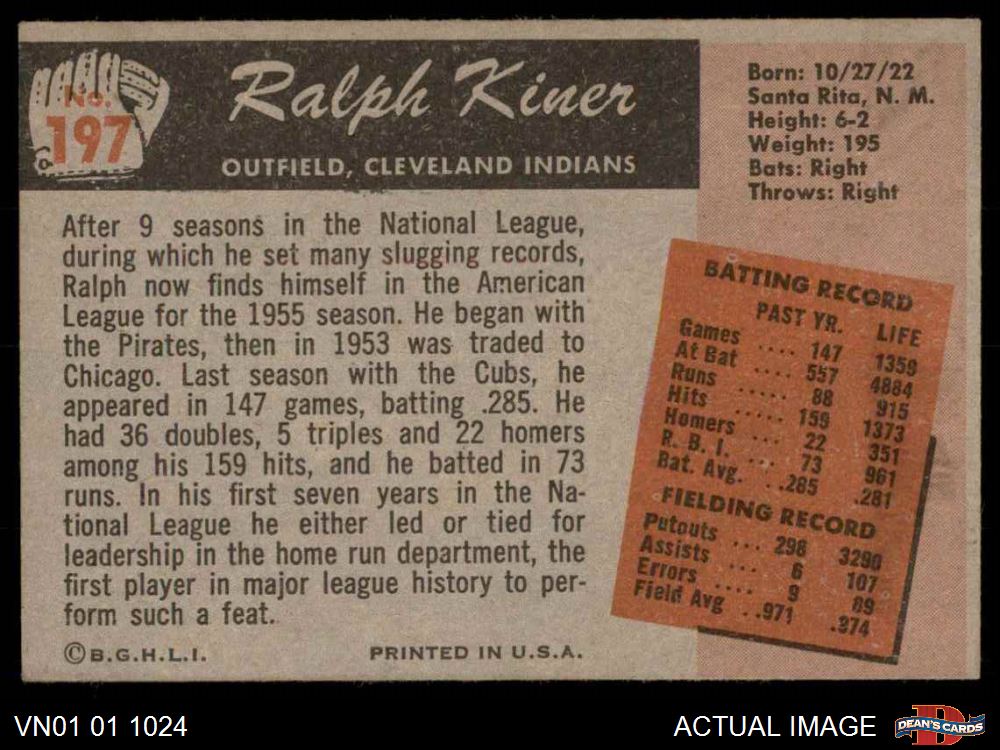 No.
197
Ralph Kiner
OUTFIELD, CLEVELAND INDIANS
Born: 10/27/22
Santa Rita, N. M.
Height: 6-2
Weight: 195
Bats: Right
Throws: Right
After 9 seasons in the National League,
during which he set many slugging records,
Ralph now finds himself in the American
League for the 1955 season. He began with
the Pirates, then in 1953 was traded to
Chicago. Last season with the Cubs, he
appeared in 147 games, batting .285. He
had 36 doubles, 5 triples and 22 homers
among his 159 hits, and he batted in 73
runs. In his first seven years in the Na-
tional League he either led or tied for
leadership in the home run department, the
first player in major league history to per-
form such a feat.
©B.G.H.L.I. PRINTED IN U.S.A.
BATTING RECORD
PAST YR. LIFE
Games .... 147 1359
At Bat .... 557 4884
Runs ..... 88 915
Hits ..... 159 1373
Homers ... 22 351
R. B. I. ... 73 961
Bat. Avg. ..285 .281
FIELDING RECORD
Putouts ... 298 3290
Assists ... 6 107
Errors ... 9 89
Field Avg ..971 .974
VN01 01 1024
ACTUAL IMAGE
DEAN'S CARDS